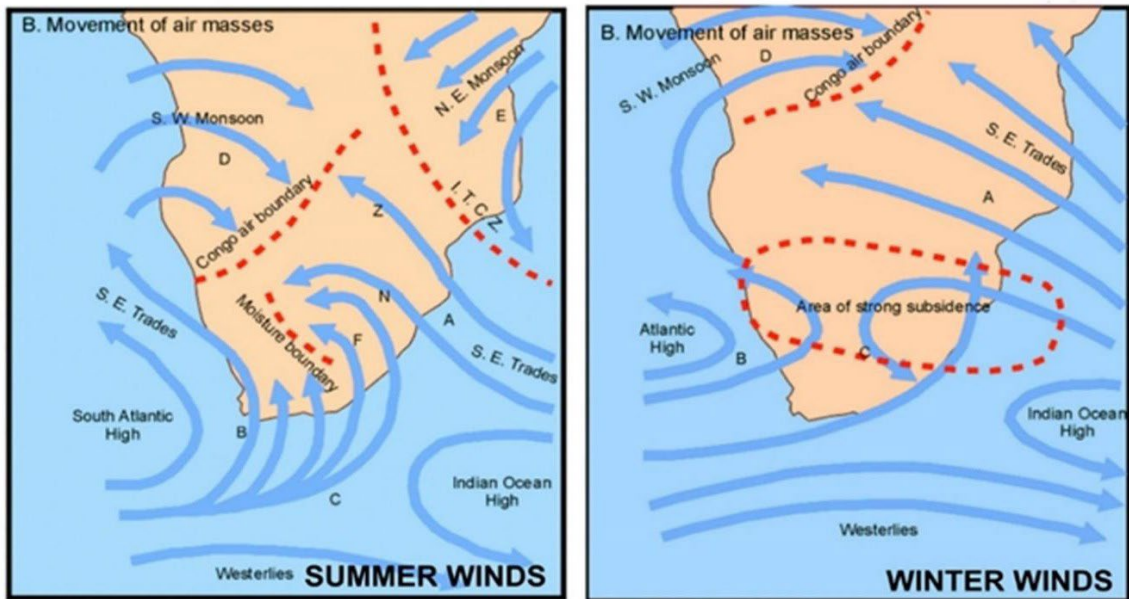 B. Movement of air masses
N. E. Monsoon
S. W. Monsoon
E
D
I. T. C. Z
Z
Congo air boundary
N
S. E. Trades
A
Moisture boundary
F
S. E. Trades
South Atlantic
High
B
Indian Ocean
High
C
Westerlies
SUMMER WINDS
B. Movement of air masses
D
S. W. Monsoon
Congo air boundary
S. E. Trades
A
Area of strong subsidence
Atlantic
High
B
C
Indian Ocean
High
Westerlies
WINTER WINDS